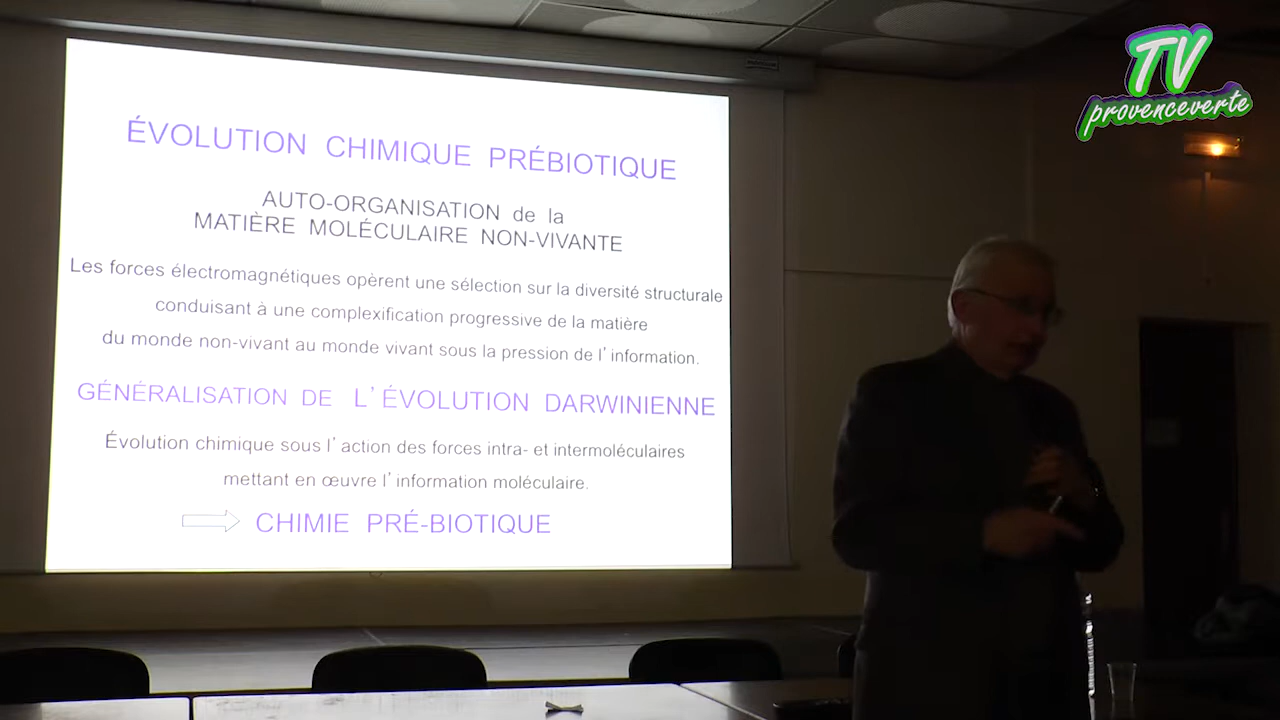 TV
provenceverte
ÉVOLUTION CHIMIQUE PRÉBIOTIQUE
AUTO-ORGANISATION de la
MATIÈRE MOLÉCULAIRE NON-VIVANTE
Les forces électromagnétiques opèrent une sélection sur la diversité structurale
conduisant à une complexification progressive de la matière
du monde non-vivant au monde vivant sous la pression de l'information.
GÉNÉRALISATION DE L'ÉVOLUTION DARWINIENNE
Évolution chimique sous l'action des forces intra- et intermoléculaires
mettant en œuvre l'information moléculaire.
CHIMIE PRÉ-BIOTIQUE